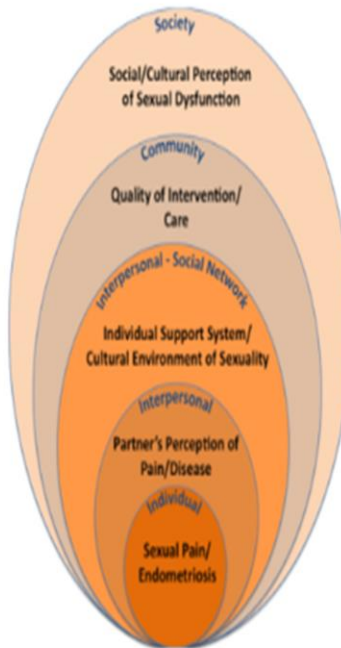 Society
Social/Cultural Perception
of Sexual Dysfunction
Community
Quality of Intervention/
Care
Interpersonal - Social Network
Individual Support System/
Cultural Environment of Sexuality
Interpersonal
Partner's Perception of
Pain/Disease
Individual
Sexual Pain/
Endometriosis